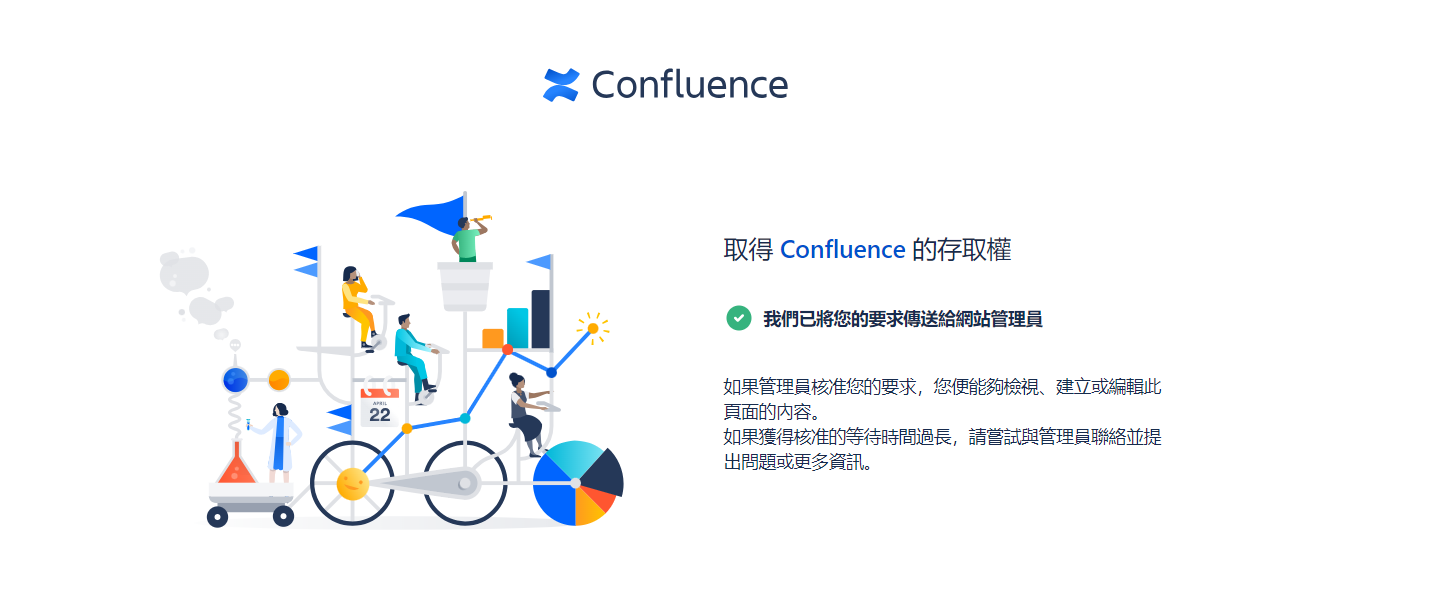 Confluence
取得 Confluence 的存取權
我們已將您的要求傳送給網站管理員
如果管理員核准您的要求，您便能夠檢視、建立或編輯此
頁面的內容。
如果獲得核准的等待時間過長，請嘗試與管理員聯絡並提
出問題或更多資訊。
APRIL
22